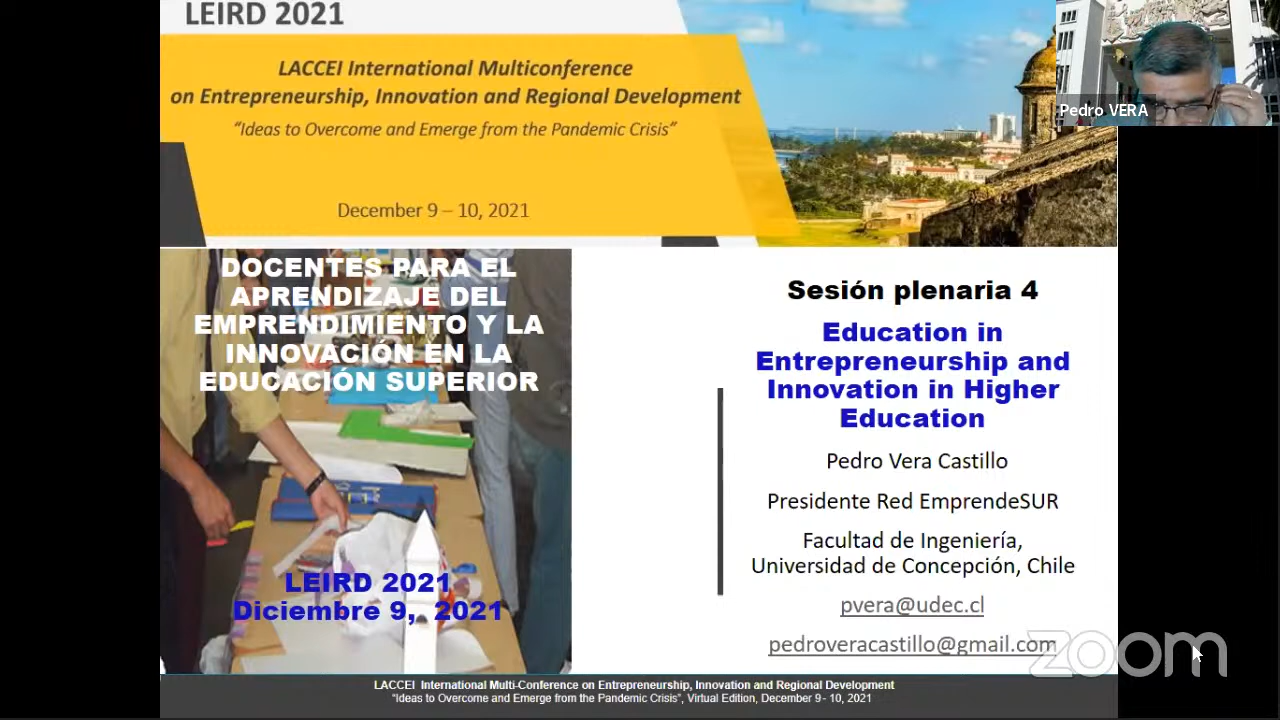 LEIRD 2021
LACCEI International Multiconference
on Entrepreneurship, Innovation and Regional Development
“Ideas to Overcome and Emerge from the Pandemic Crisis”
December 9 – 10, 2021
Pedro VERA
DOCENTES PARA EL
APRENDIZAJE DEL
EMPRENDIMIENTO Y LA
INNOVACIÓN EN LA
EDUCACIÓN SUPERIOR
LEIRD 2021
Diciembre 9, 2021
Sesión plenaria 4
Education in
Entrepreneurship and
Innovation in Higher
Education
Pedro Vera Castillo
Presidente Red EmprendeSUR
Facultad de Ingeniería,
Universidad de Concepción, Chile
pvera@udec.cl
pedroveracastillo@gmail.com
zoom
LACCEI International Multi-Conference on Entrepreneurship, Innovation and Regional Development
“Ideas to Overcome and Emerge from the Pandemic Crisis”, Virtual Edition, December 9 - 10, 2021